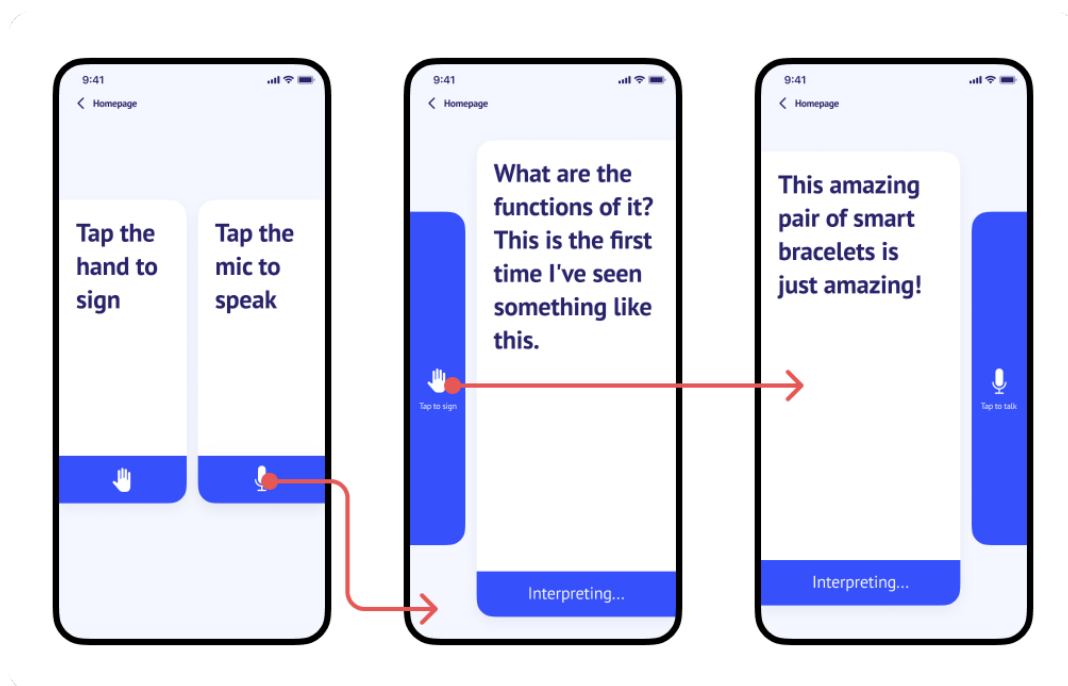 9:41
Homepage
Tap the
hand to
sign
Tap the
mic to
speak
9:41
Homepage
Tap to sign
What are the
functions of it?
This is the first
time I've seen
something like
this.
Interpreting...
9:41
Homepage
This amazing
pair of smart
bracelets is
just amazing!
Interpreting...
Tap to talk